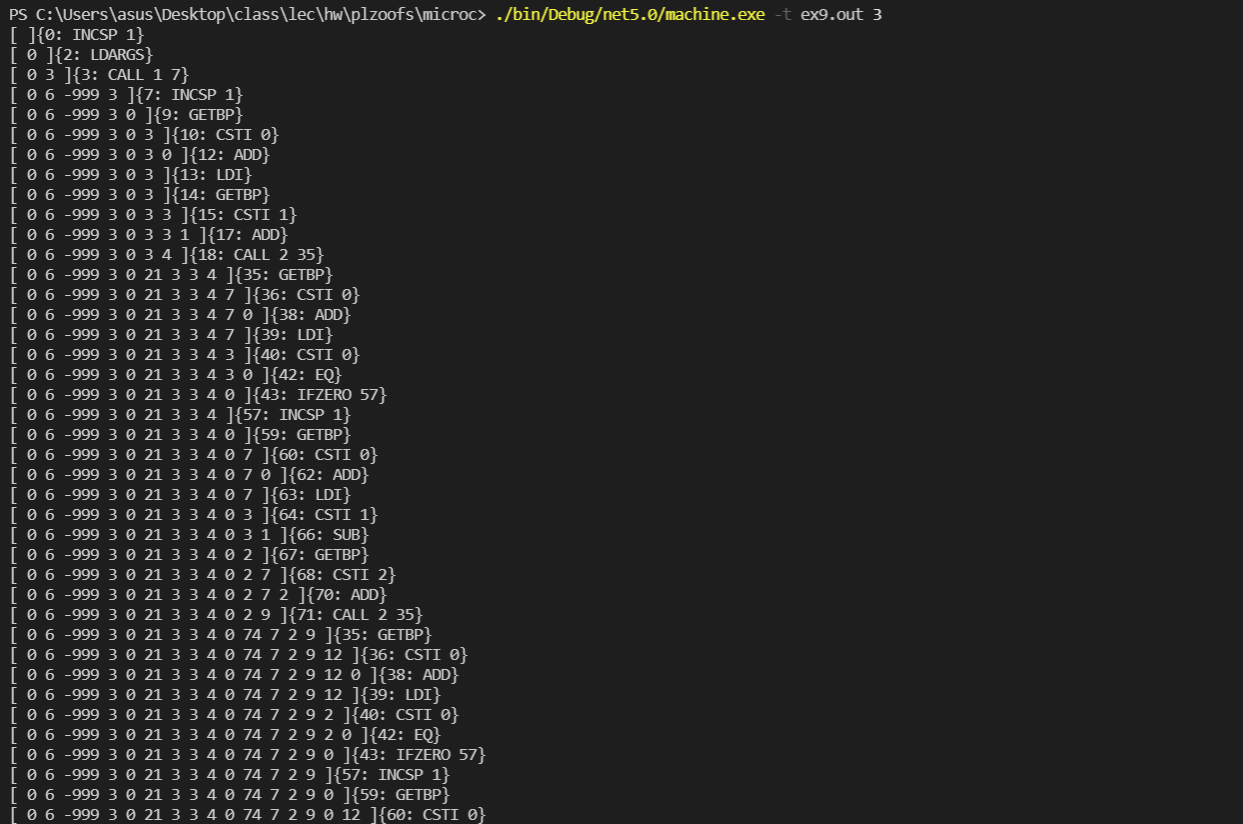 PS C:\Users\asus\Desktop\class\lec\hw\plzoofs\microc> ./bin/Debug/net5.0/machine.exe -t ex9.out 3
[ ]{0: INCSP 1}
[ 0 ]{2: LDARGS}
[ 0 3 ]{3: CALL 1 7}
[ 0 6 -999 3 ]{7: INCSP 1}
[ 0 6 -999 3 0 ]{9: GETBP}
[ 0 6 -999 3 0 3 ]{10: CSTI 0}
[ 0 6 -999 3 0 3 0 ]{12: ADD}
[ 0 6 -999 3 0 3 ]{13: LDI}
[ 0 6 -999 3 0 3 ]{14: GETBP}
[ 0 6 -999 3 0 3 3 ]{15: CSTI 1}
[ 0 6 -999 3 0 3 3 1 ]{17: ADD}
[ 0 6 -999 3 0 3 4 ]{18: CALL 2 35}
[ 0 6 -999 3 0 21 3 3 4 ]{35: GETBP}
[ 0 6 -999 3 0 21 3 3 4 7 ]{36: CSTI 0}
[ 0 6 -999 3 0 21 3 3 4 7 0 ]{38: ADD}
[ 0 6 -999 3 0 21 3 3 4 7 ]{39: LDI}
[ 0 6 -999 3 0 21 3 3 4 3 ]{40: CSTI 0}
[ 0 6 -999 3 0 21 3 3 4 3 0 ]{42: EQ}
[ 0 6 -999 3 0 21 3 3 4 0 ]{43: IFZERO 57}
[ 0 6 -999 3 0 21 3 3 4 ]{57: INCSP 1}
[ 0 6 -999 3 0 21 3 3 4 0 ]{59: GETBP}
[ 0 6 -999 3 0 21 3 3 4 0 7 ]{60: CSTI 0}
[ 0 6 -999 3 0 21 3 3 4 0 7 0 ]{62: ADD}
[ 0 6 -999 3 0 21 3 3 4 0 7 ]{63: LDI}
[ 0 6 -999 3 0 21 3 3 4 0 3 ]{64: CSTI 1}
[ 0 6 -999 3 0 21 3 3 4 0 3 1 ]{66: SUB}
[ 0 6 -999 3 0 21 3 3 4 0 2 ]{67: GETBP}
[ 0 6 -999 3 0 21 3 3 4 0 2 7 ]{68: CSTI 2}
[ 0 6 -999 3 0 21 3 3 4 0 2 7 2 ]{70: ADD}
[ 0 6 -999 3 0 21 3 3 4 0 2 9 ]{71: CALL 2 35}
[ 0 6 -999 3 0 21 3 3 4 0 74 7 2 9 ]{35: GETBP}
[ 0 6 -999 3 0 21 3 3 4 0 74 7 2 9 12 ]{36: CSTI 0}
[ 0 6 -999 3 0 21 3 3 4 0 74 7 2 9 12 0 ]{38: ADD}
[ 0 6 -999 3 0 21 3 3 4 0 74 7 2 9 12 ]{39: LDI}
[ 0 6 -999 3 0 21 3 3 4 0 74 7 2 9 2 ]{40: CSTI 0}
[ 0 6 -999 3 0 21 3 3 4 0 74 7 2 9 2 0 ]{42: EQ}
[ 0 6 -999 3 0 21 3 3 4 0 74 7 2 9 0 ]{43: IFZERO 57}
[ 0 6 -999 3 0 21 3 3 4 0 74 7 2 9 ]{57: INCSP 1}
[ 0 6 -999 3 0 21 3 3 4 0 74 7 2 9 0 ]{59: GETBP}
[ 0 6 -999 3 0 21 3 3 4 0 74 7 2 9 0 12 ]{60: CSTI 0}